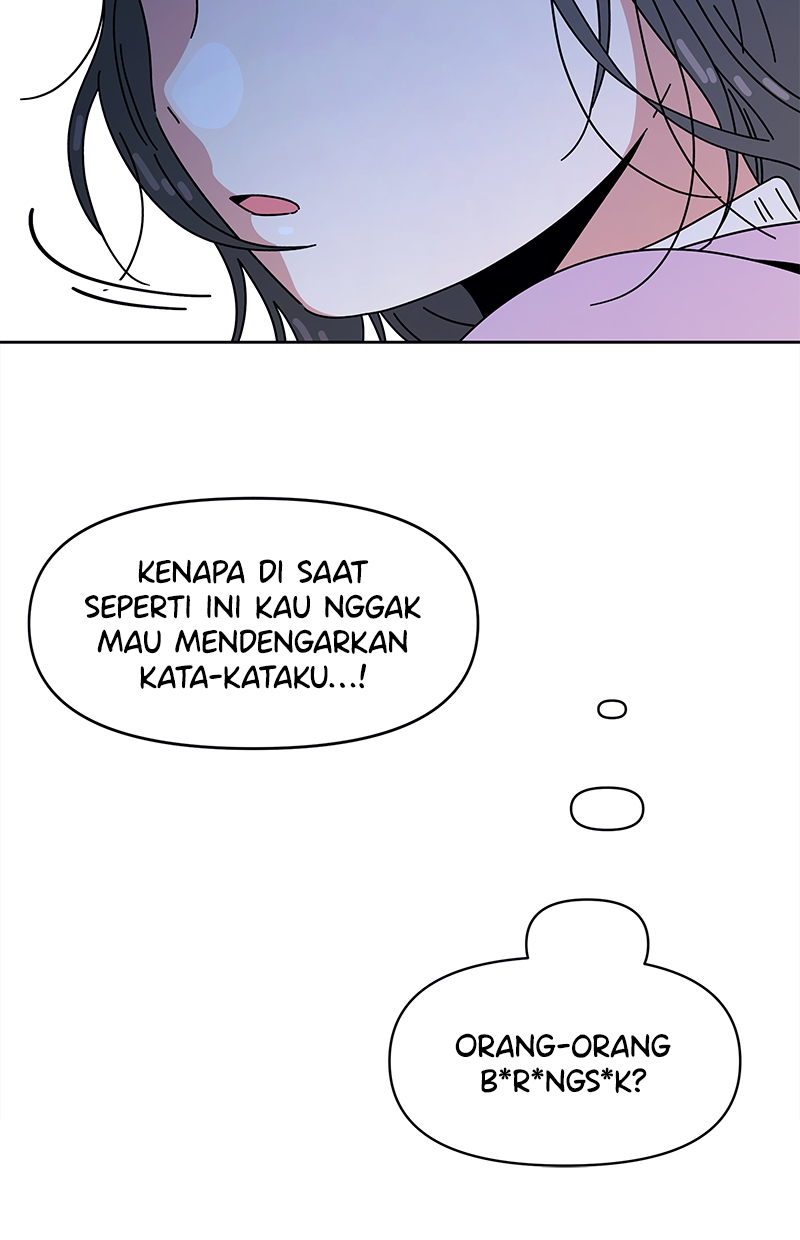 KENAPA DI SAAT
SEPERTI INI KAU NGGAK
MAU MENDENGARKAN
KATA-KATAKU...!
ORANG-ORANG
B*R*NGS*K?